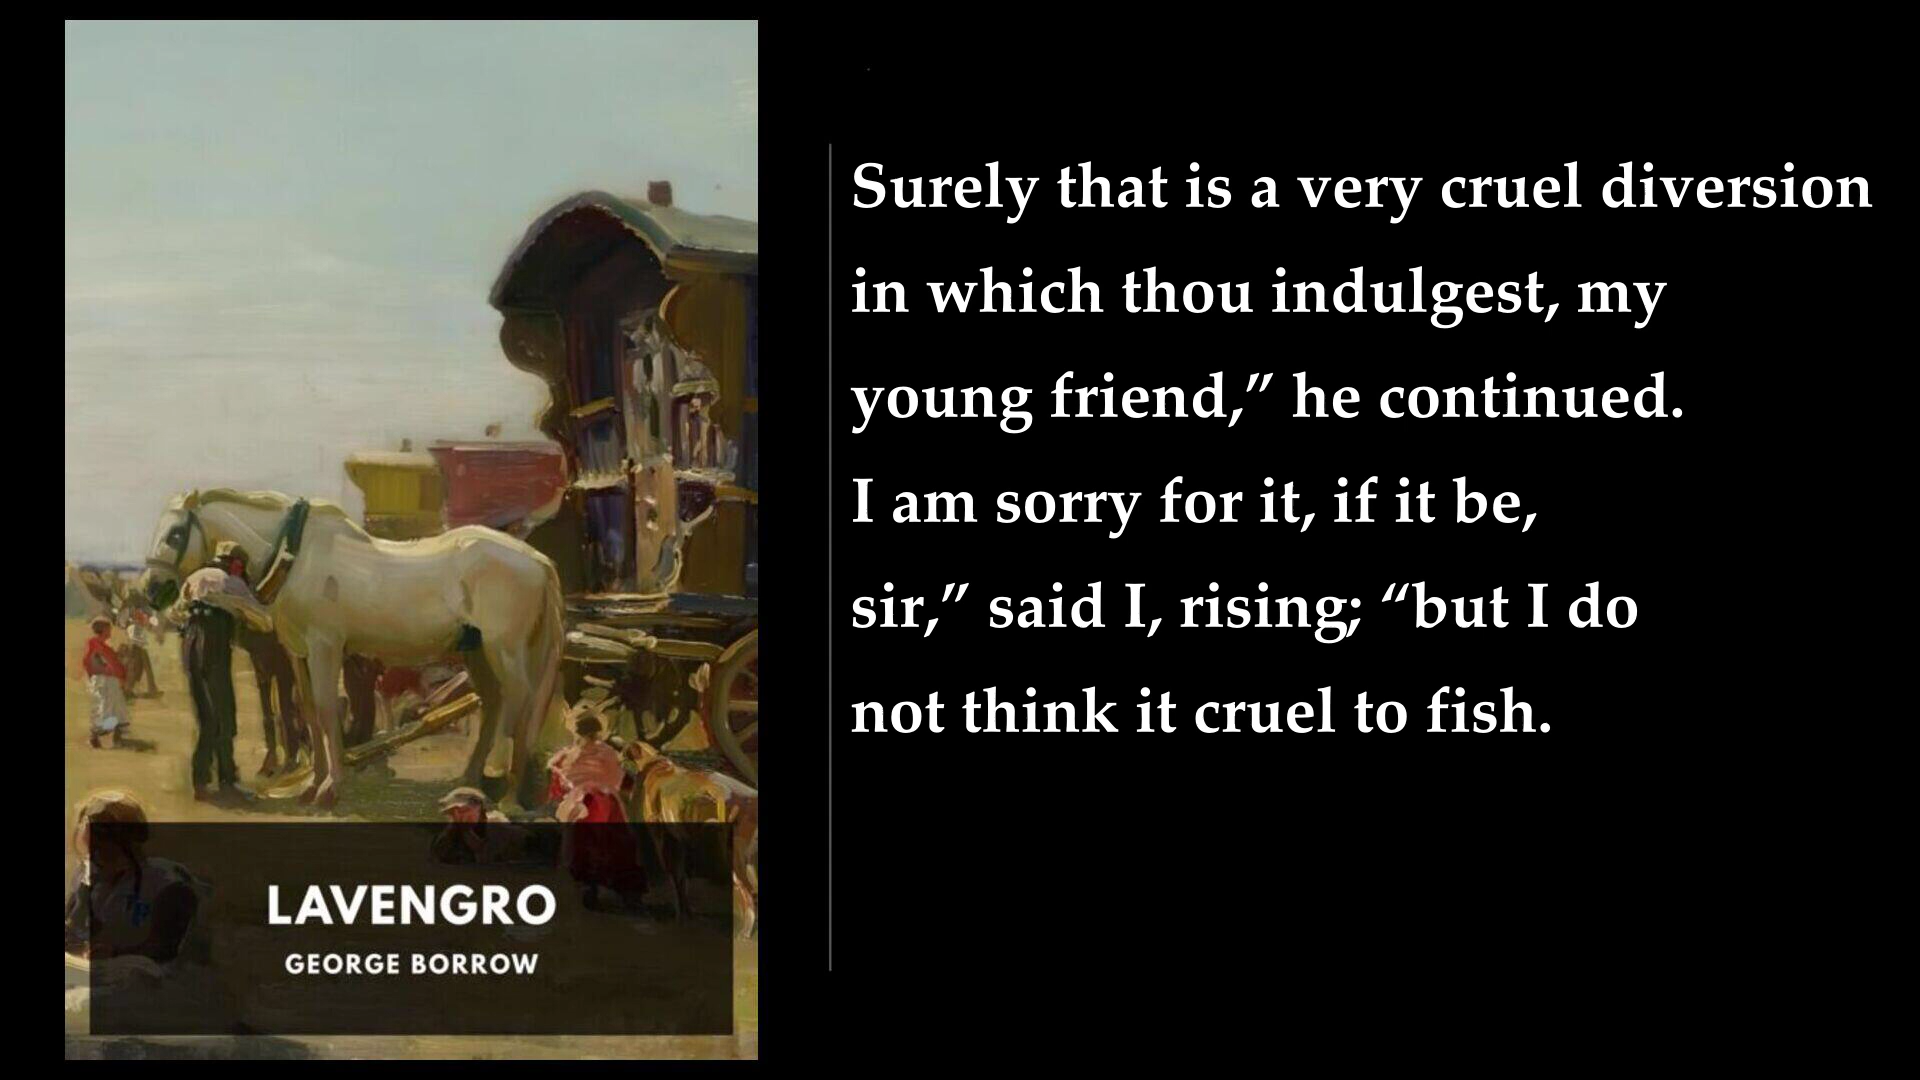 LAVENGRO
GEORGE BORROW
Surely that is a very cruel diversion
in which thou indulgest, my
young friend,” he continued.
I am sorry for it, if it be,
sir,” said I, rising; “but I do
not think it cruel to fish.